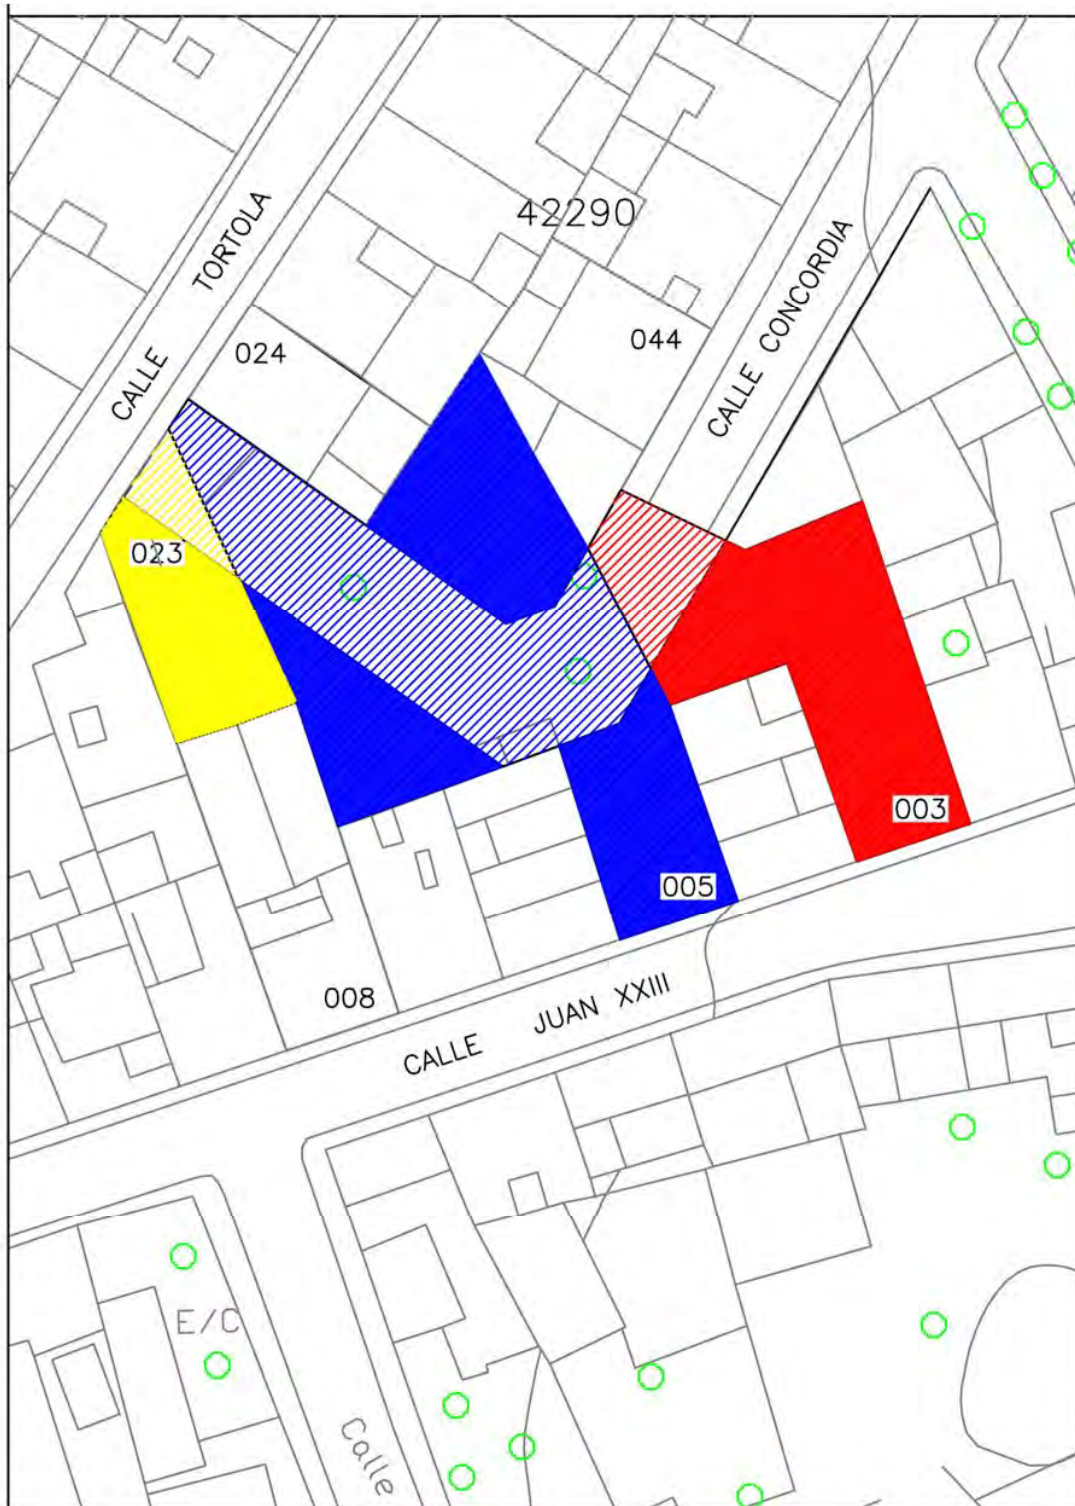 CALLE TORTOLA
42290
CALLE CONCORDIA
024
044
023
003
005
008
CALLE JUAN XXIII
E/C
Calle